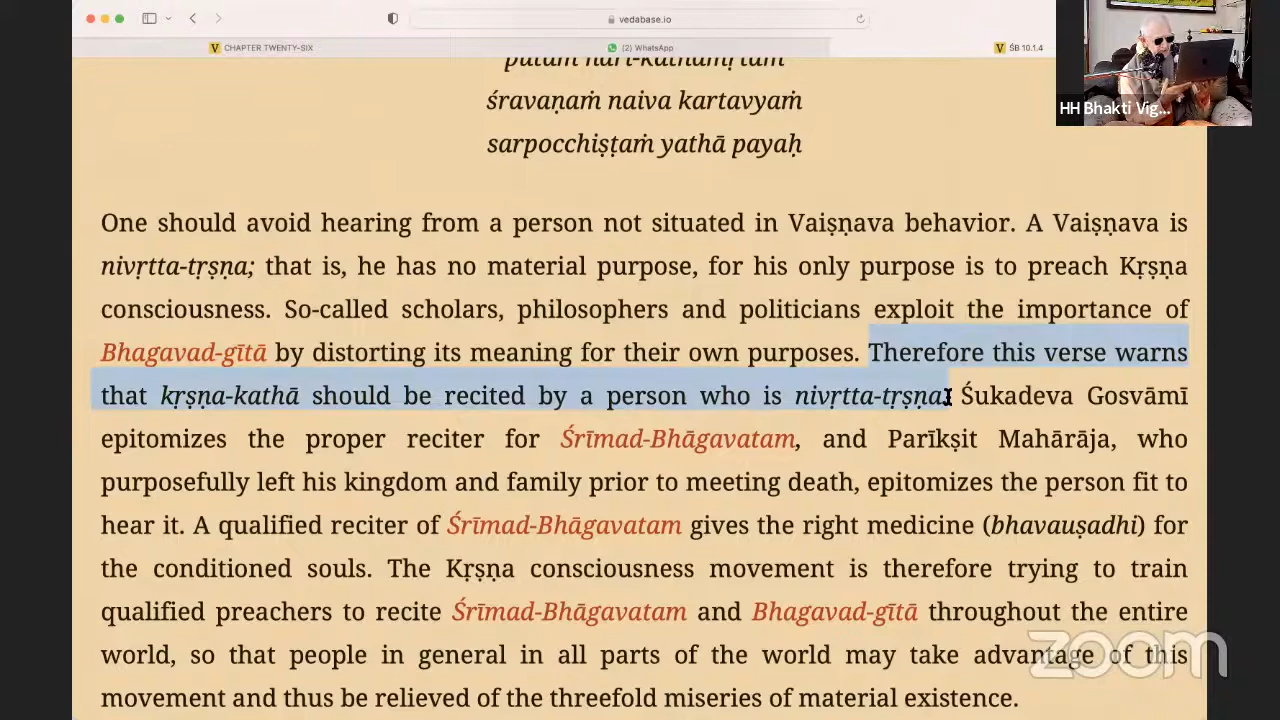 vedabase.io
CHAPTER TWENTY-SIX
(2) WhatsApp
ŚB 10.1.4
HH Bhakti Vig...
pūtaṁ hari-kathāmṛtam
śravaṇaṁ naiva kartavyaṁ
sarpocchiṣṭaṁ yathā payaḥ
One should avoid hearing from a person not situated in Vaiṣṇava behavior. A Vaiṣṇava is
nivṛtta-tṛṣṇa; that is, he has no material purpose, for his only purpose is to preach Kṛṣṇa
consciousness. So-called scholars, philosophers and politicians exploit the importance of
Bhagavad-gītā by distorting its meaning for their own purposes. Therefore this verse warns
that kṛṣṇa-kathā should be recited by a person who is nivṛtta-tṛṣṇa. Śukadeva Gosvāmī
epitomizes the proper reciter for Śrīmad-Bhāgavatam, and Parīkṣit Mahārāja, who
purposefully left his kingdom and family prior to meeting death, epitomizes the person fit to
hear it. A qualified reciter of Śrīmad-Bhāgavatam gives the right medicine (bhavauṣadhi) for
the conditioned souls. The Kṛṣṇa consciousness movement is therefore trying to train
qualified preachers to recite Śrīmad-Bhāgavatam and Bhagavad-gītā throughout the entire
world, so that people in general in all parts of the world may take advantage of this
movement and thus be relieved of the threefold miseries of material existence.
zoom